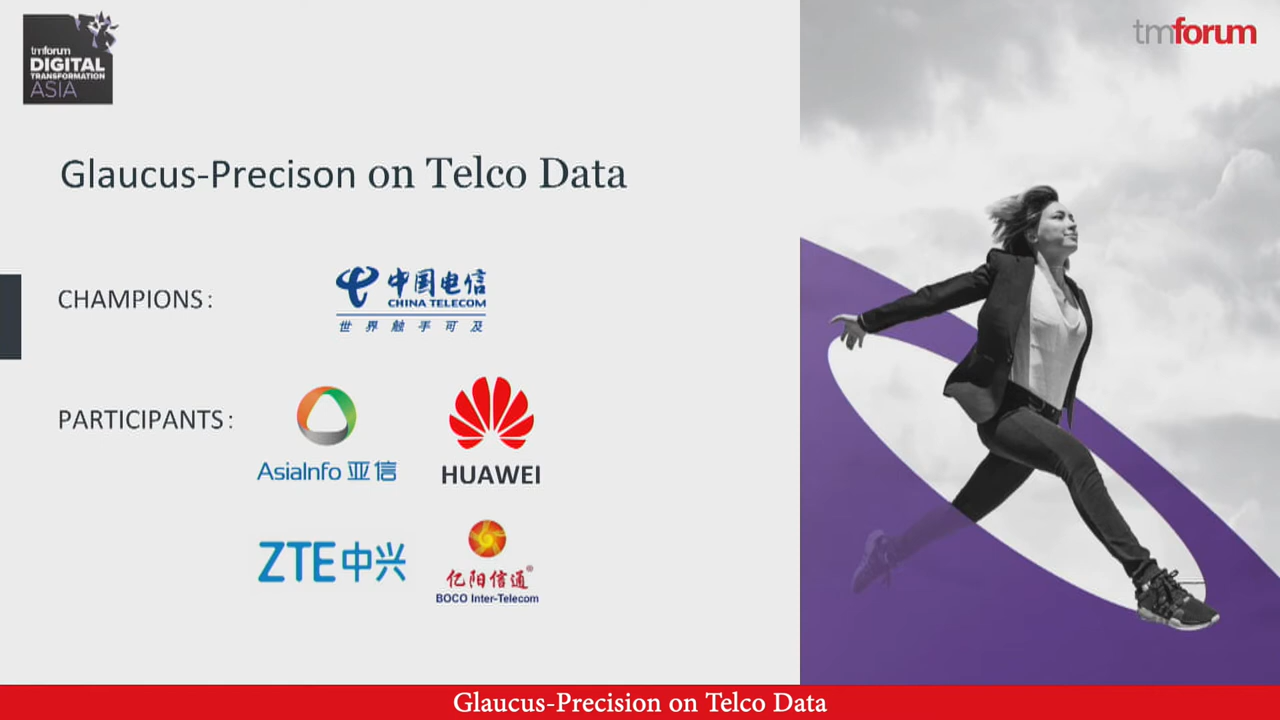 tmforum
DIGITAL
TRANSFORMATION
ASIA
tmforum
Glaucus-Precison on Telco Data
CHAMPIONS:
中国电信
CHINA TELECOM
世界触手可及
PARTICIPANTS:
AsiaInfo 亚信
HUAWEI
ZTE中兴
亿阳信通®
BOCO Inter-Telecom
Glaucus-Precision on Telco Data